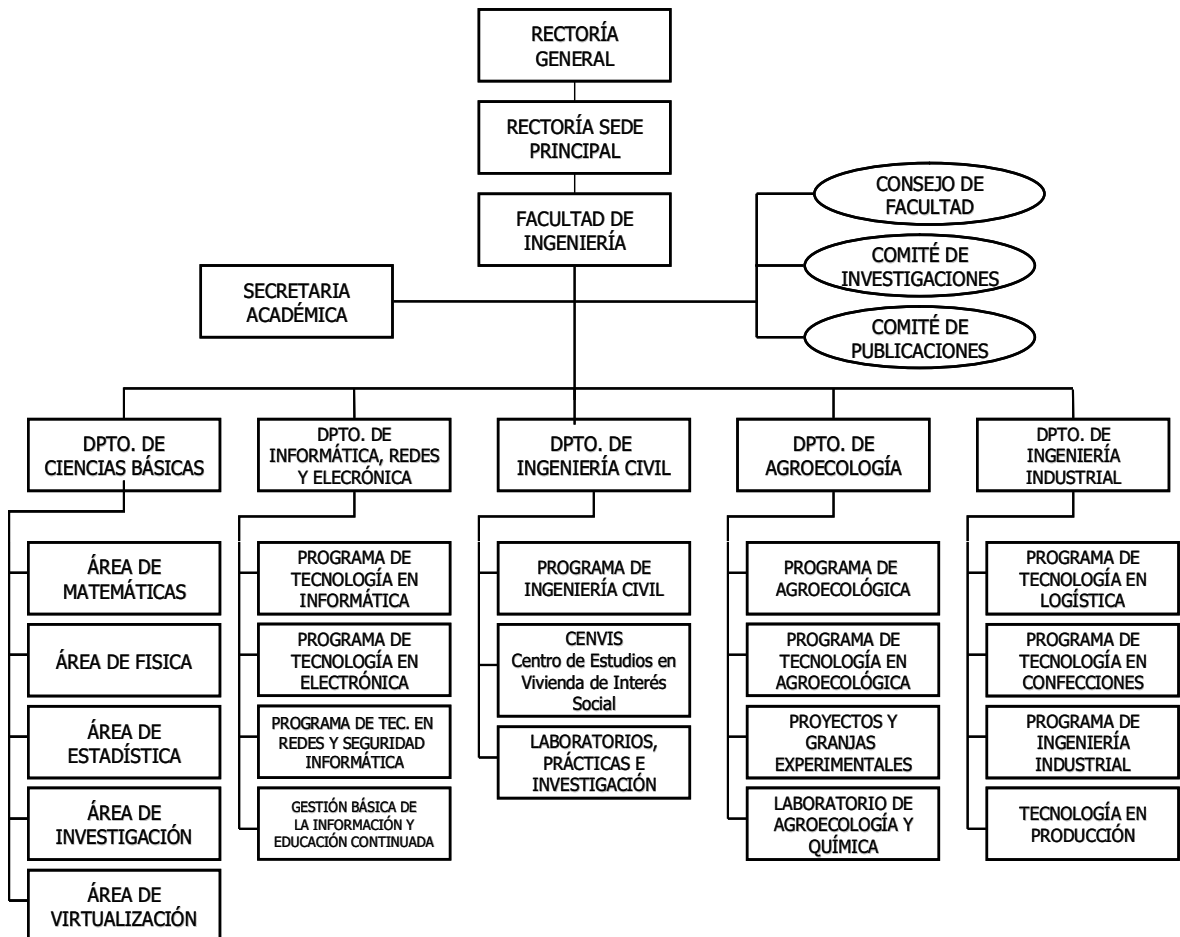 RECTORÍA
GENERAL
RECTORÍA SEDE
PRINCIPAL
FACULTAD DE
INGENIERÍA
CONSEJO DE
FACULTAD
COMITÉ DE
INVESTIGACIONES
COMITÉ DE
PUBLICACIONES
SECRETARIA
ACADÉMICA
DPTO. DE
CIENCIAS BÁSICAS
DPTO. DE
INFORMÁTICA, REDES
Y ELECRÓNICA
DPTO. DE
INGENIERÍA CIVIL
DPTO. DE
AGROECOLOGÍA
DPTO. DE
INGENIERÍA
INDUSTRIAL
ÁREA DE
MATEMÁTICAS
ÁREA DE FISICA
ÁREA DE
ESTADÍSTICA
ÁREA DE
INVESTIGACIÓN
ÁREA DE
VIRTUALIZACIÓN
PROGRAMA DE
TECNOLOGÍA EN
INFORMÁTICA
PROGRAMA DE
TECNOLOGÍA EN
ELECTRÓNICA
PROGRAMA DE TEC. EN
REDES Y SEGURIDAD
INFORMÁTICA
GESTIÓN BÁSICA DE
LA INFORMACIÓN Y
EDUCACIÓN CONTINUADA
PROGRAMA DE
INGENIERÍA CIVIL
CENVIS
Centro de Estudios en
Vivienda de Interés
Social
LABORATORIOS,
PRÁCTICAS E
INVESTIGACIÓN
PROGRAMA DE
AGROECOLÓGICA
PROGRAMA DE
TECNOLOGÍA EN
AGROECOLÓGICA
PROYECTOS Y
GRANJAS
EXPERIMENTALES
LABORATORIO DE
AGROECOLOGÍA Y
QUÍMICA
PROGRAMA DE
TECNOLOGÍA EN
LOGÍSTICA
PROGRAMA DE
TECNOLOGÍA EN
CONFECCIONES
PROGRAMA DE
INGENIERÍA
INDUSTRIAL
TECNOLOGÍA EN
PRODUCCIÓN